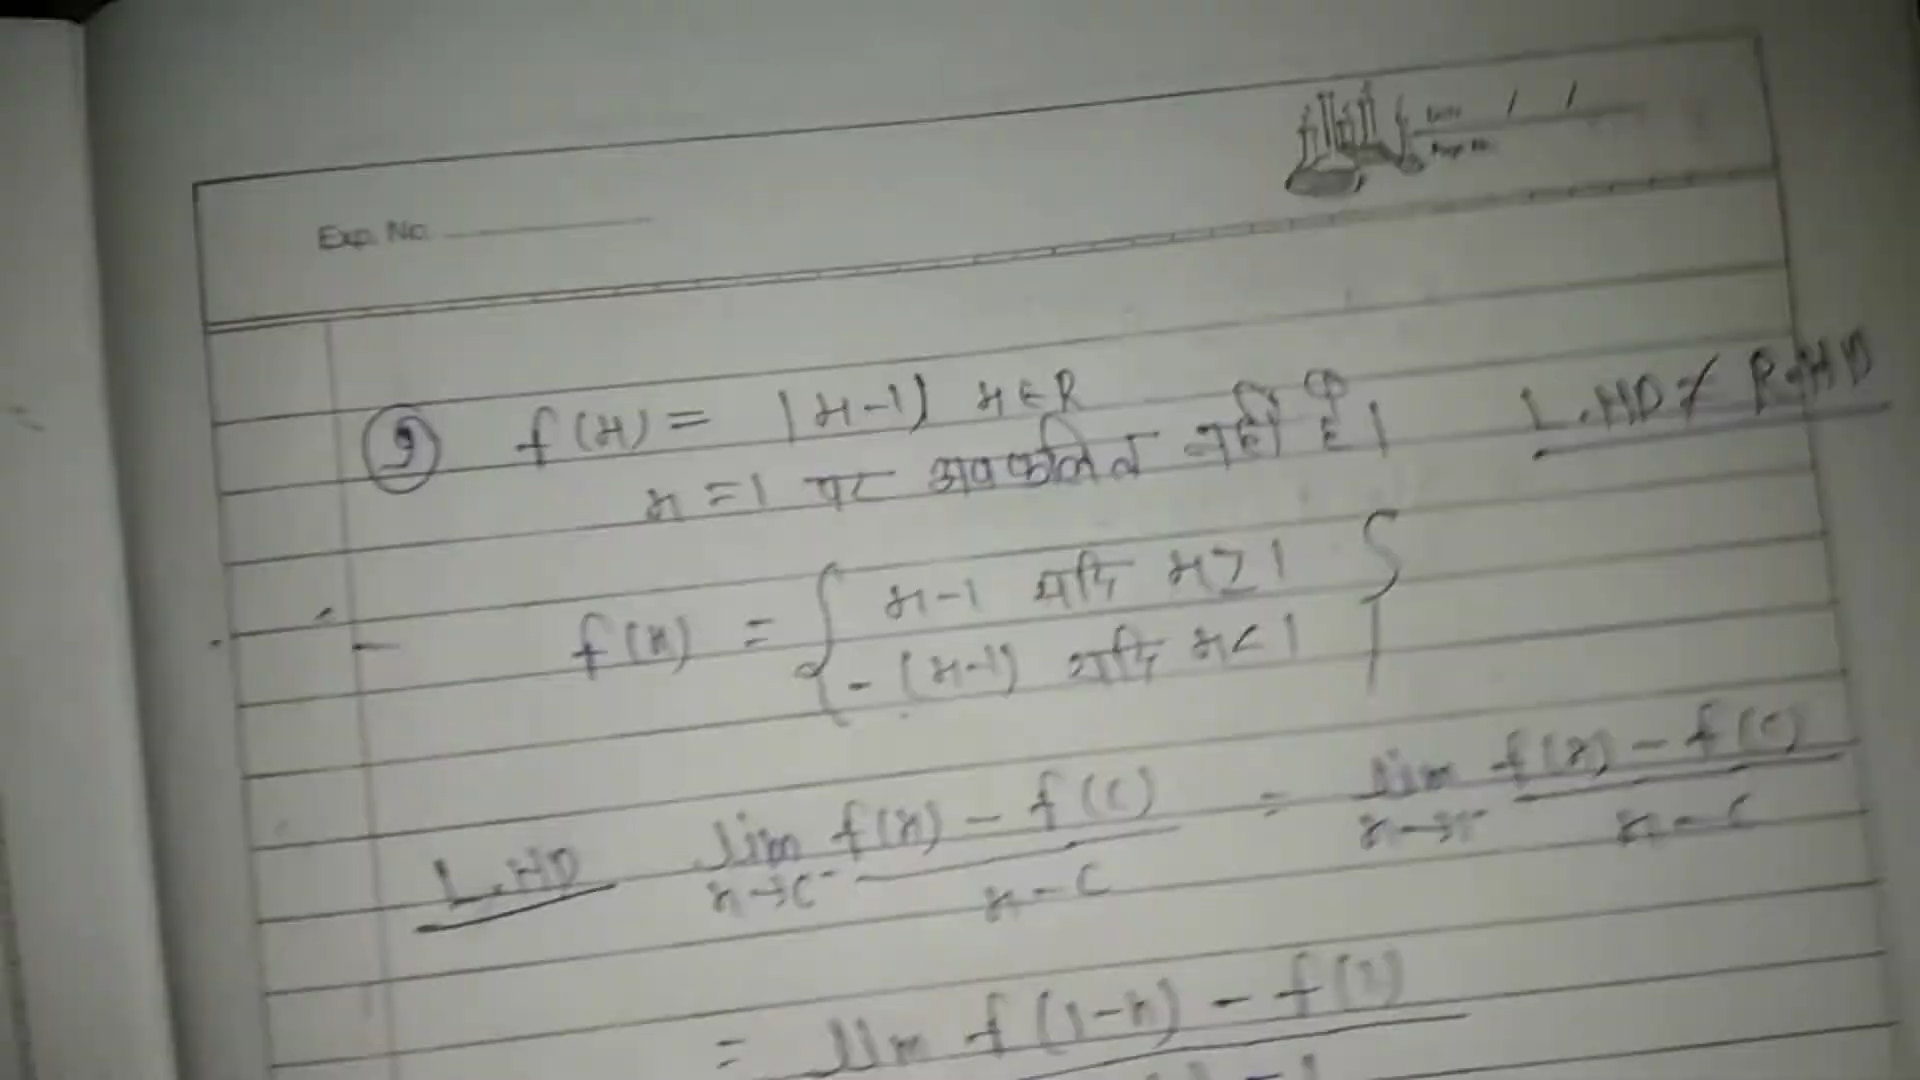 Exp. No.
9 f(x) = |x-1| x∈R
x = 1 पर अवकलित नहीं है। L.HD ≠ R.HD
f(x) = { x-1 यदि x ≥ 1
-(x-1) यदि x < 1 }
L.HD lim x→c⁻ f(x) - f(c) / x - c = lim f(x) - f(c) / x - c
= lim f(1-h) - f(1)